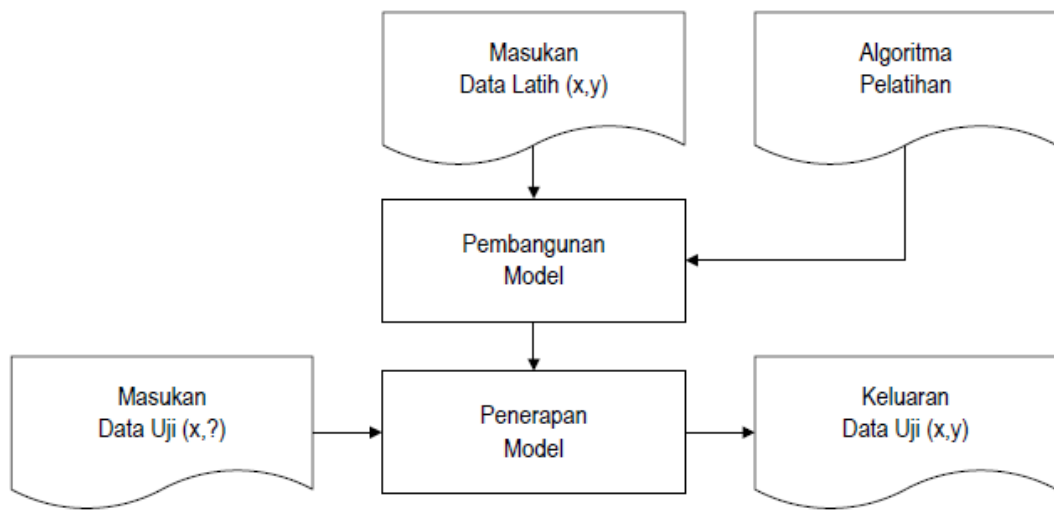 Masukan
Data Latih (x,y)
Algoritma
Pelatihan
Pembangunan
Model
Masukan
Data Uji (x,?)
Penerapan
Model
Keluaran
Data Uji (x,y)